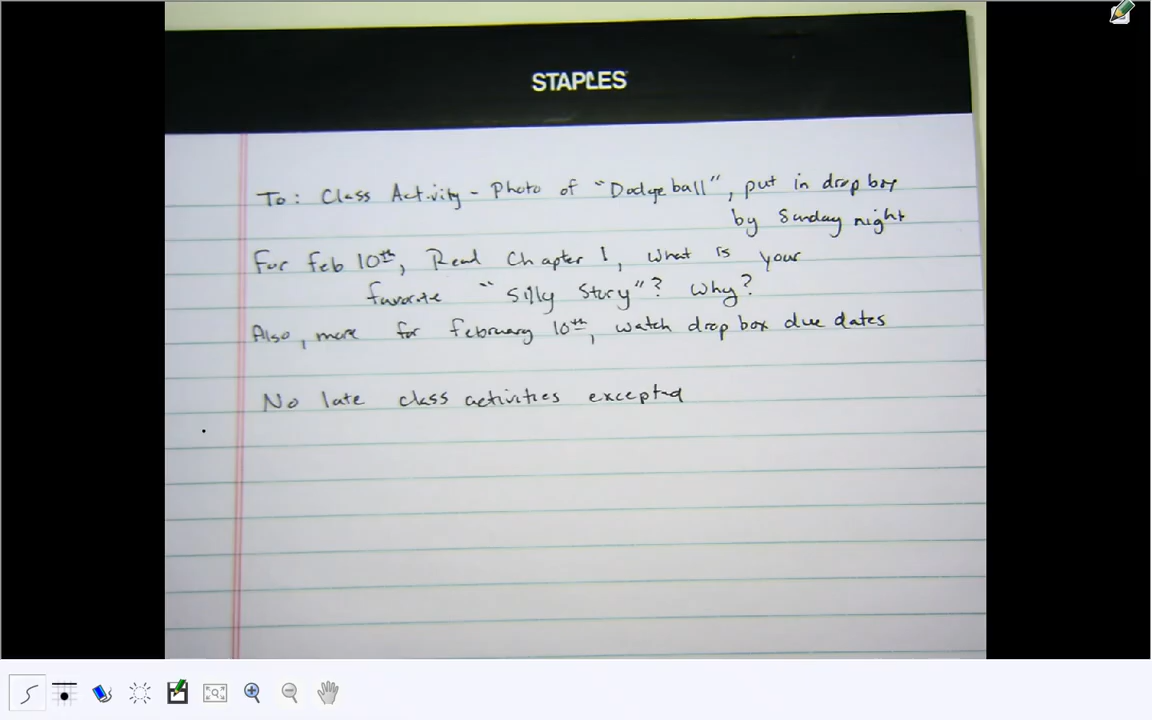 STAPLES
To: Class Activity - Photo of "Dodgeball", put in drop box
by Sunday night
For Feb 10th, Read Chapter 1, What is your
favorite "Silly Story"? Why?
Also, more for February 10th, watch drop box due dates
No late class activities excepted